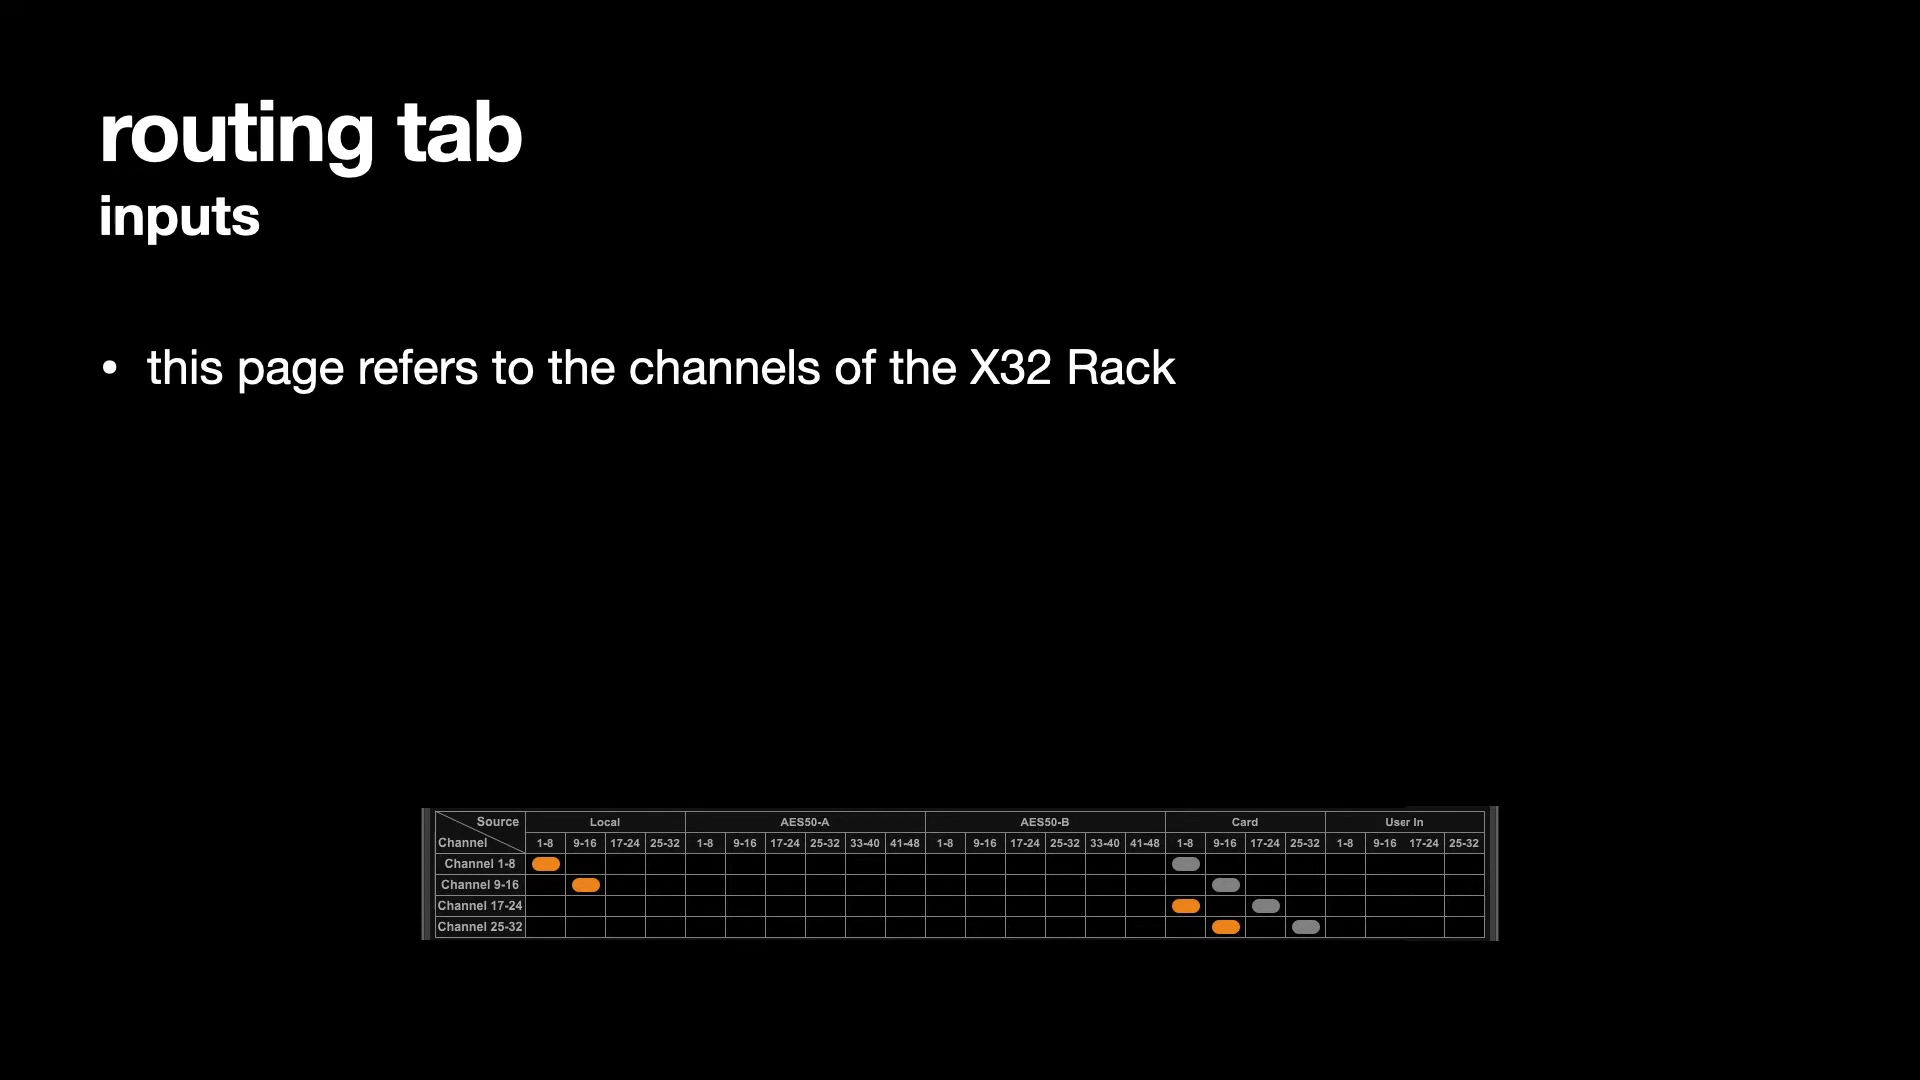 routing tab
inputs
• this page refers to the channels of the X32 Rack
Source Local AES50-A AES50-B Card User In
Channel 1-8 9-16 17-24 25-32 1-8 9-16 17-24 25-32 33-40 41-48 1-8 9-16 17-24 25-32 33-40 41-48 1-8 9-16 17-24 25-32 1-8 9-16 17-24 25-32
Channel 1-8
Channel 9-16
Channel 17-24
Channel 25-32